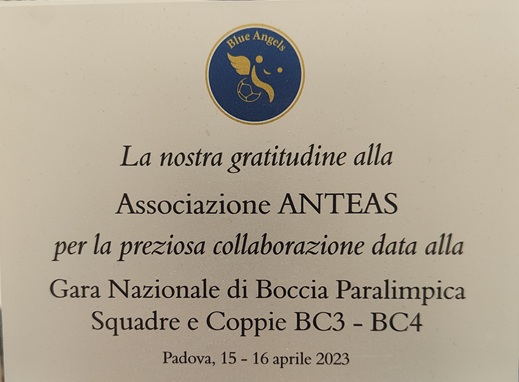 Blue Angels
La nostra gratitudine alla
Associazione ANTEAS
per la preziosa collaborazione data alla
Gara Nazionale di Boccia Paralimpica
Squadre e Coppie BC3 - BC4
Padova, 15 - 16 aprile 2023